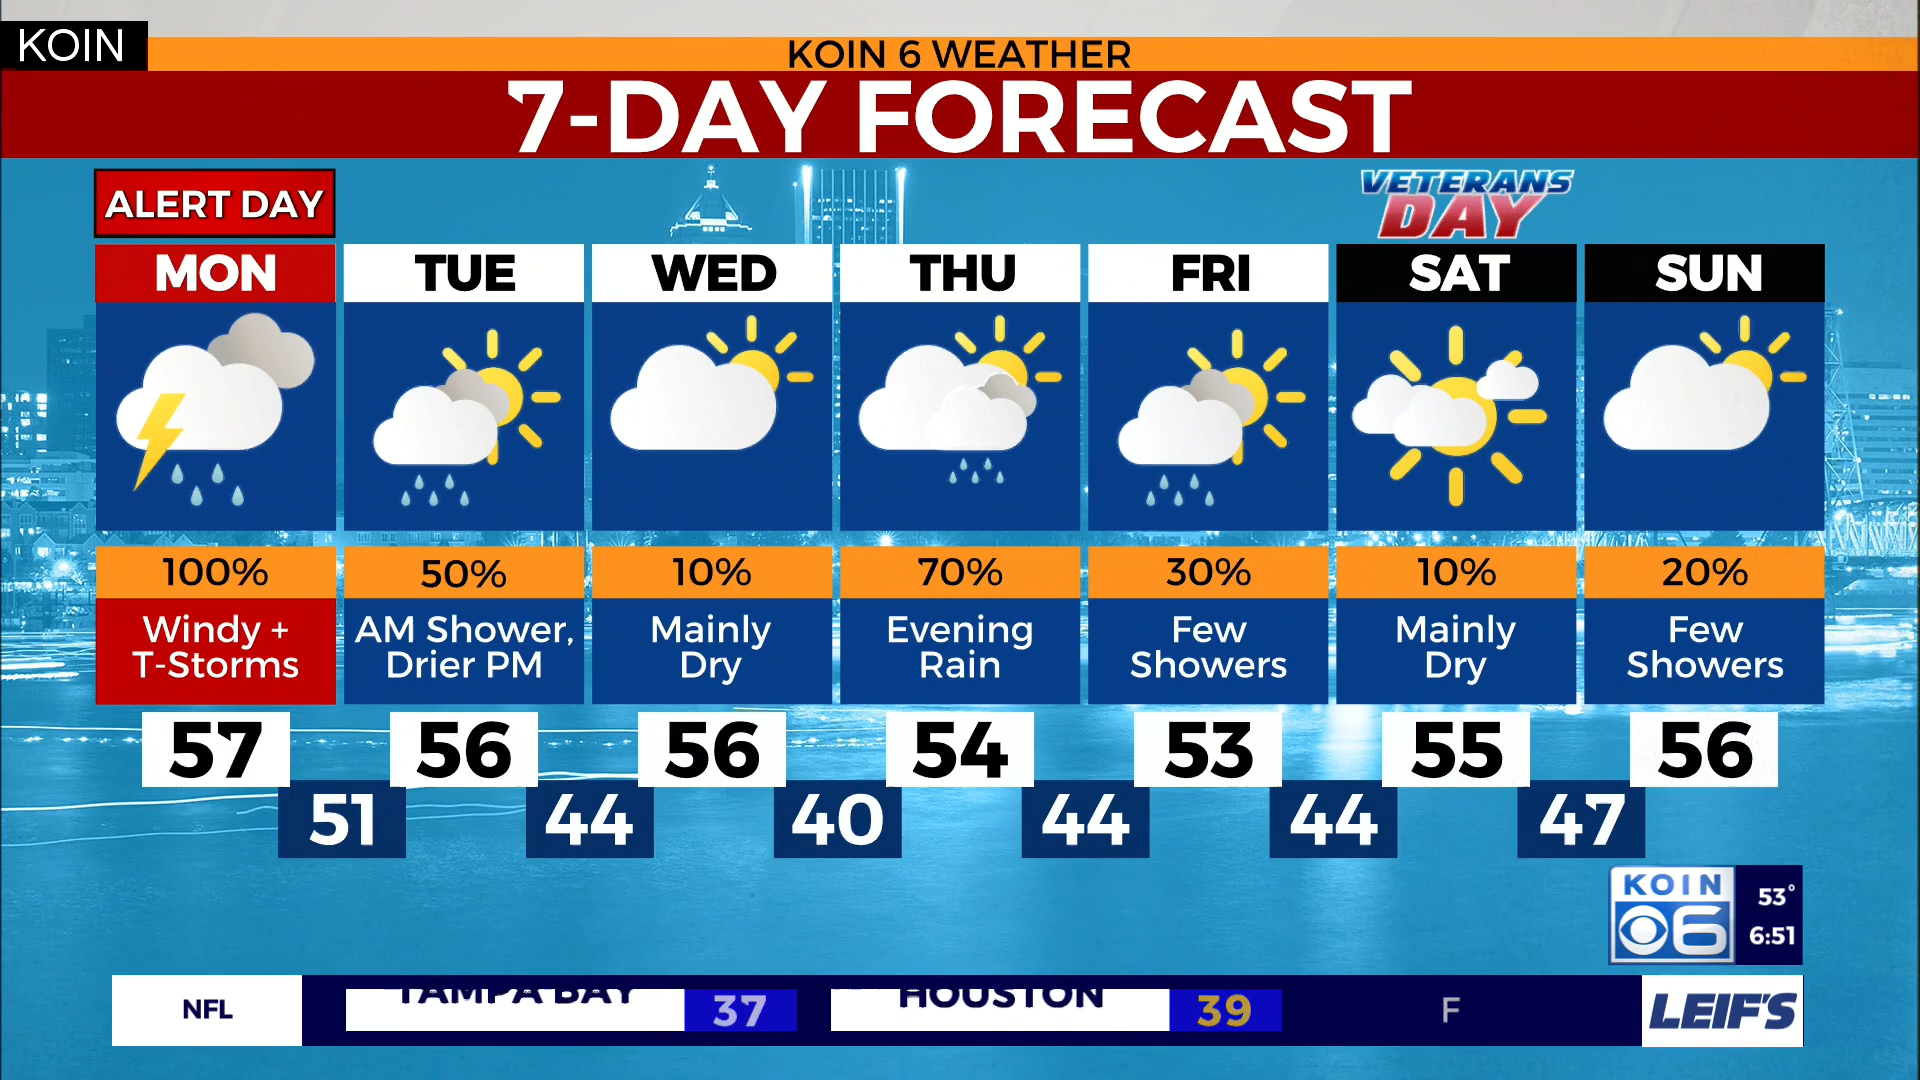 KOIN
KOIN 6 WEATHER
7-DAY FORECAST
ALERT DAY
VETERANS
DAY
MON TUE WED THU FRI SAT SUN
100% 50% 10% 70% 30% 10% 20%
Windy + AM Shower, Mainly Evening Few Mainly Few
T-Storms Drier PM Dry Rain Showers Dry Showers
57 56 56 54 53 55 56
51 44 40 44 44 47
KOIN
6
53°
6:51
NFL TAMPA BAY 37 HOUSTON 39 F LEIF'S